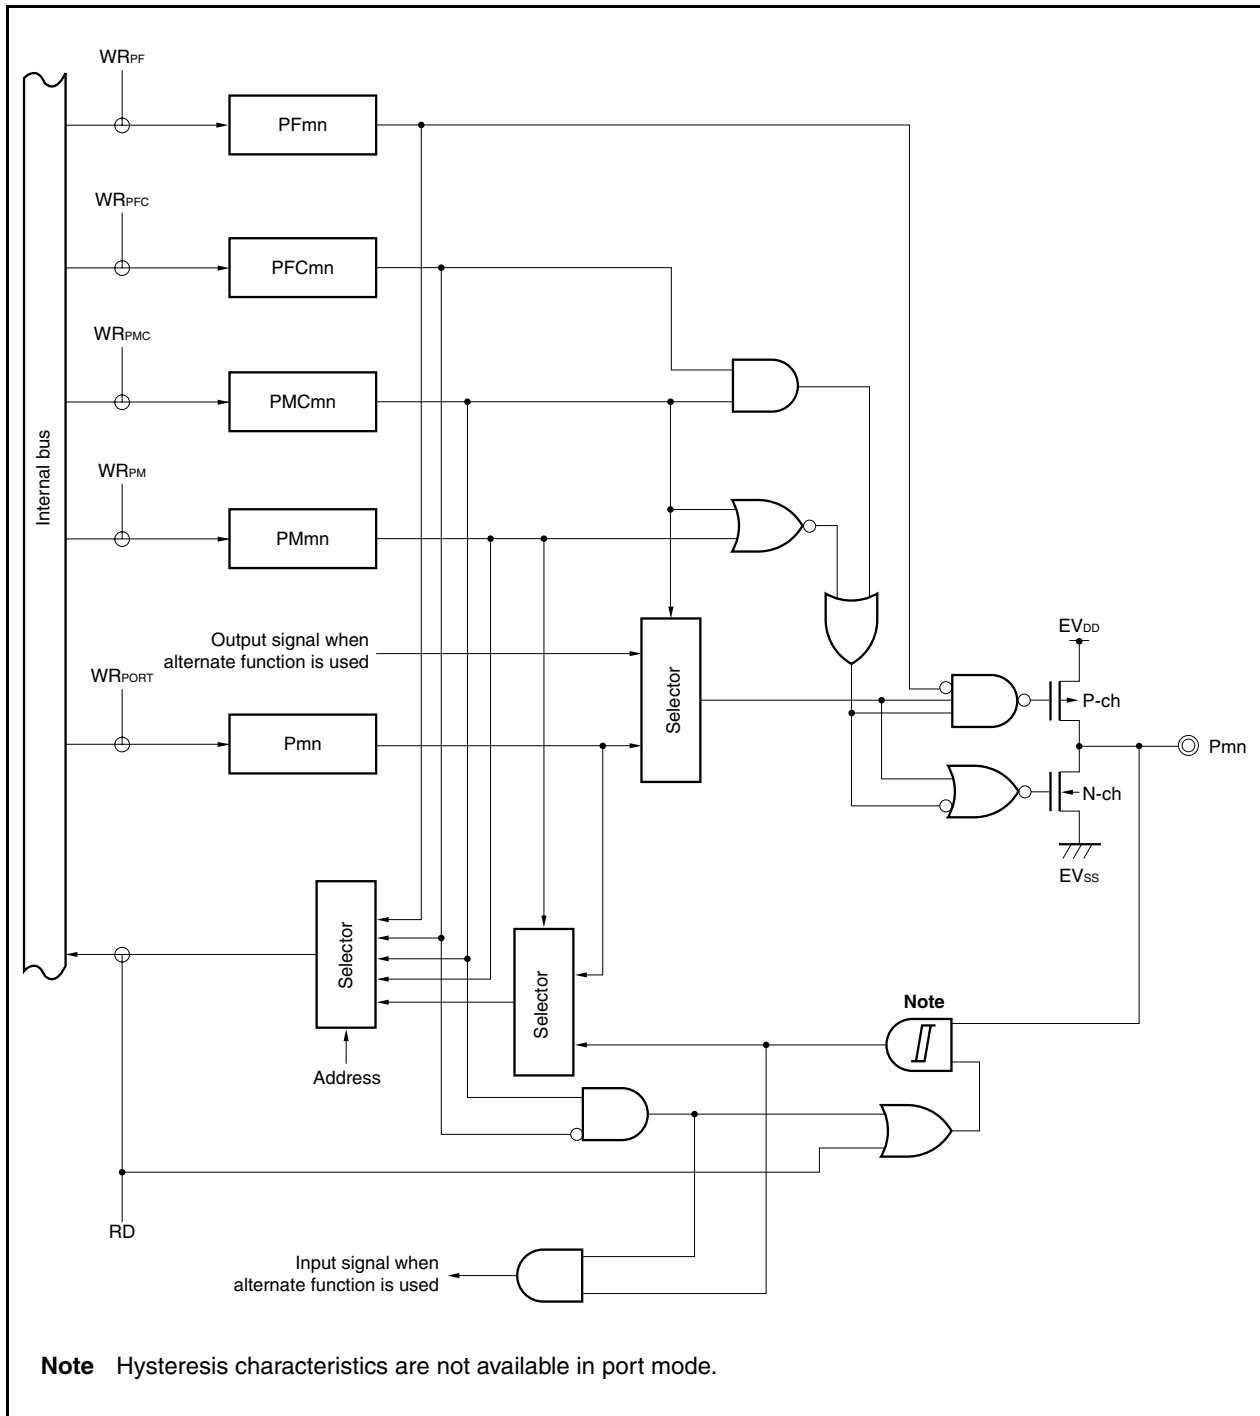 WRPF
PFmn
WRPFC
PFCmn
WRPMC
PMCmn
Internal bus
WRPM
PMmn
Output signal when
alternate function is used
WRPORT
Pmn
Selector
EVDD
P-ch
Pmn
N-ch
EVSS
Selector
Selector
Address
Note
RD
Input signal when
alternate function is used
Note Hysteresis characteristics are not available in port mode.